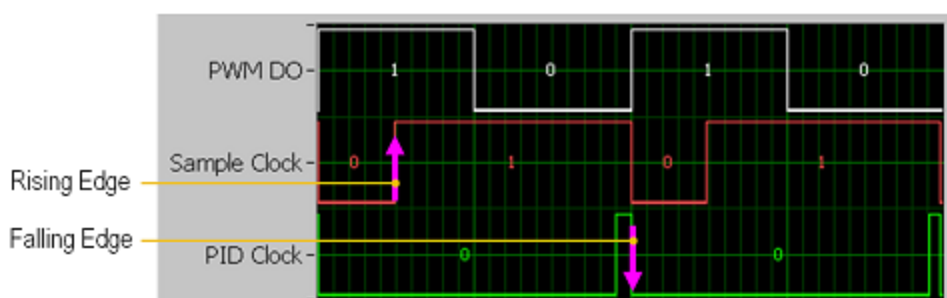 PWM DO
1 0 1 0
Sample Clock
0 1 0 1
Rising Edge
Falling Edge
PID Clock
0 0